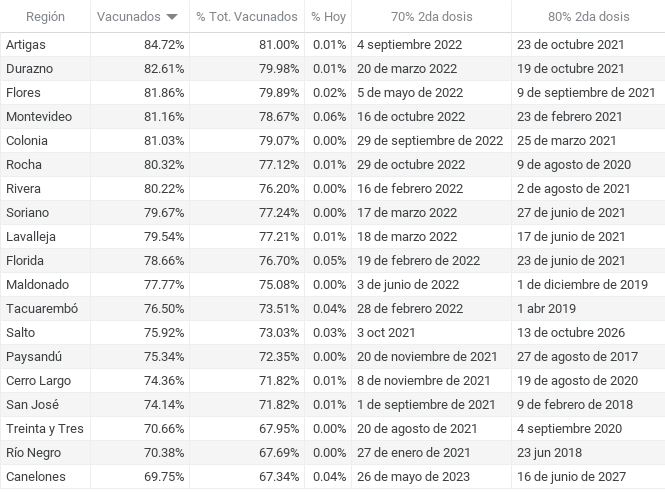 Región Vacunados % Tot. Vacunados % Hoy 70% 2da dosis 80% 2da dosis
Artigas 84.72% 81.00% 0.01% 4 septiembre 2022 23 de octubre 2021
Durazno 82.61% 79.98% 0.01% 20 de marzo 2022 19 de octubre 2021
Flores 81.86% 79.89% 0.02% 5 de mayo de 2022 9 de septiembre de 2021
Montevideo 81.16% 78.67% 0.06% 16 de octubre 2022 23 de febrero 2021
Colonia 81.03% 79.07% 0.00% 29 de septiembre de 2022 25 de marzo 2021
Rocha 80.32% 77.12% 0.01% 29 de octubre 2022 9 de agosto de 2020
Rivera 80.22% 76.20% 0.00% 16 de febrero 2022 2 de agosto de 2021
Soriano 79.67% 77.24% 0.00% 17 de marzo 2022 27 de junio de 2021
Lavalleja 79.54% 77.21% 0.01% 18 de marzo 2022 17 de junio de 2021
Florida 78.66% 76.70% 0.05% 19 de febrero de 2022 23 de junio de 2021
Maldonado 77.77% 75.08% 0.00% 3 de junio de 2022 1 de diciembre de 2019
Tacuarembó 76.50% 73.51% 0.04% 28 de febrero 2022 1 abr 2019
Salto 75.92% 73.03% 0.03% 3 oct 2021 13 de octubre 2026
Paysandú 75.34% 72.35% 0.00% 20 de noviembre de 2021 27 de agosto de 2017
Cerro Largo 74.36% 71.82% 0.01% 8 de noviembre de 2021 19 de agosto de 2020
San José 74.14% 71.82% 0.01% 1 de septiembre de 2021 9 de febrero de 2018
Treinta y Tres 70.66% 67.95% 0.00% 20 de agosto de 2021 4 septiembre 2020
Río Negro 70.38% 67.69% 0.00% 27 de enero de 2021 23 jun 2018
Canelones 69.75% 67.34% 0.04% 26 de mayo de 2023 16 de junio de 2027